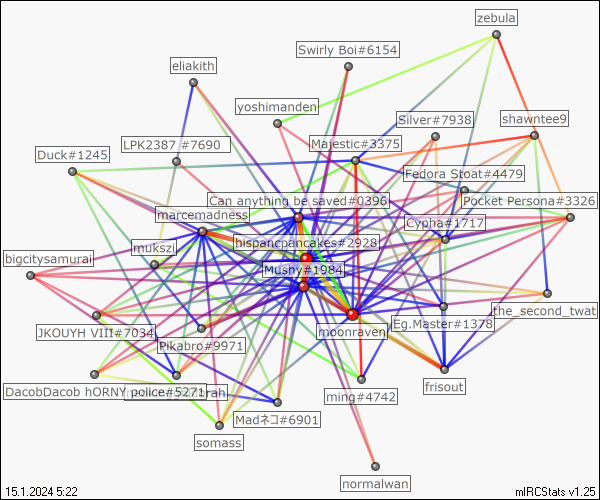 zebula
Swirly Boi#6154
eliakith
yoshimanden
Silver#7938
shawntee9
LPK2387 #7690
Majestic#3375
Duck#1245
Fedora Stoat#4479
Can anything be saved#0396
Pocket Persona#3326
marcemadness
Cypha#1717
hispanicpancakes#2928
mukszi
bigcitysamurai
Mushy#1984
the_second_twat
JKOUYH VIII#7034
moonraven
Eg.Master#1378
Pikabro#9971
frisout
DacobDacob hORNY police#5271
rah
ming#4742
Madネコ#6901
somass
normalwan
15.1.2024 5:22
mIRCStats v1.25